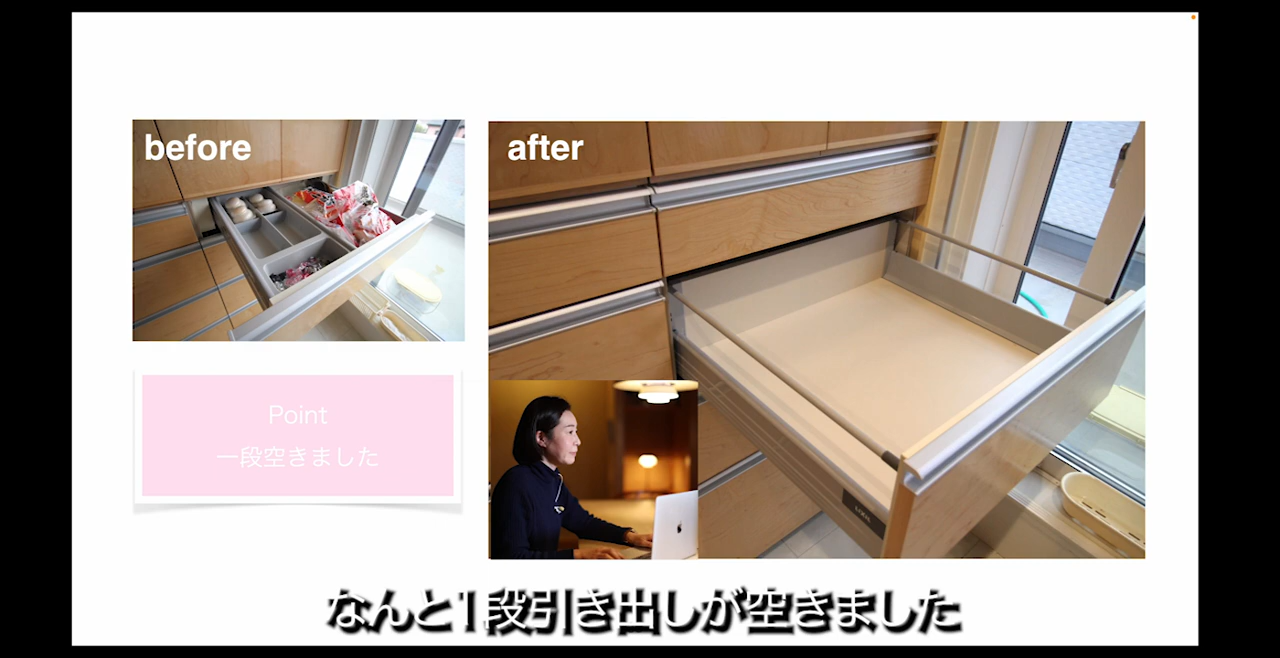 before
after
Point
一段空きました
なんと1段引き出しが空きました